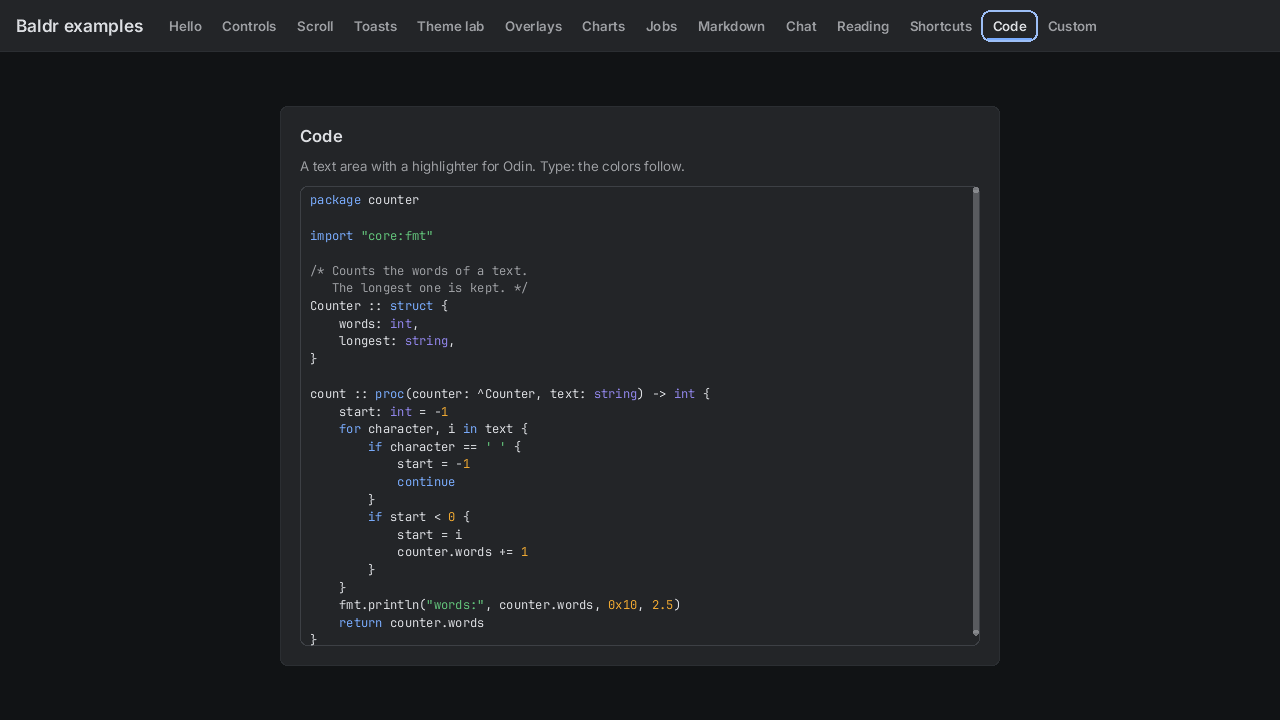 Baldr examples Hello Controls Scroll Toasts Theme lab Overlays Charts Jobs Markdown Chat Reading Shortcuts Code Custom
Code
A text area with a highlighter for Odin. Type: the colors follow.
package counter

import "core:fmt"

/* Counts the words of a text.
   The longest one is kept. */
Counter :: struct {
    words: int,
    longest: string,
}

count :: proc(counter: ^Counter, text: string) -> int {
    start: int = -1
    for character, i in text {
        if character == ' ' {
            start = -1
            continue
        }
        if start < 0 {
            start = i
            counter.words += 1
        }
    }
    fmt.println("words:", counter.words, 0x10, 2.5)
    return counter.words
}